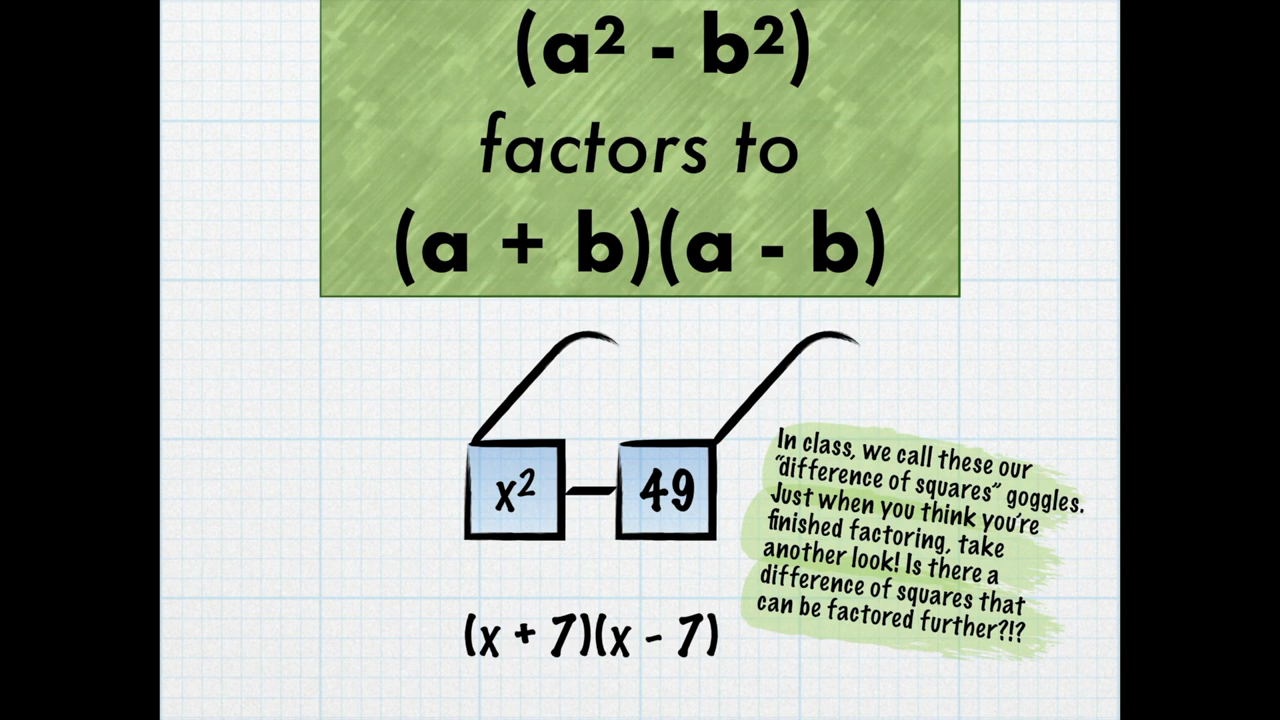 (a² - b²)
factors to
(a + b)(a - b)
x² — 49
In class, we call these our
"difference of squares" goggles.
Just when you think you're
finished factoring, take
another look! Is there a
difference of squares that
can be factored further?!?
(x + 7)(x - 7)